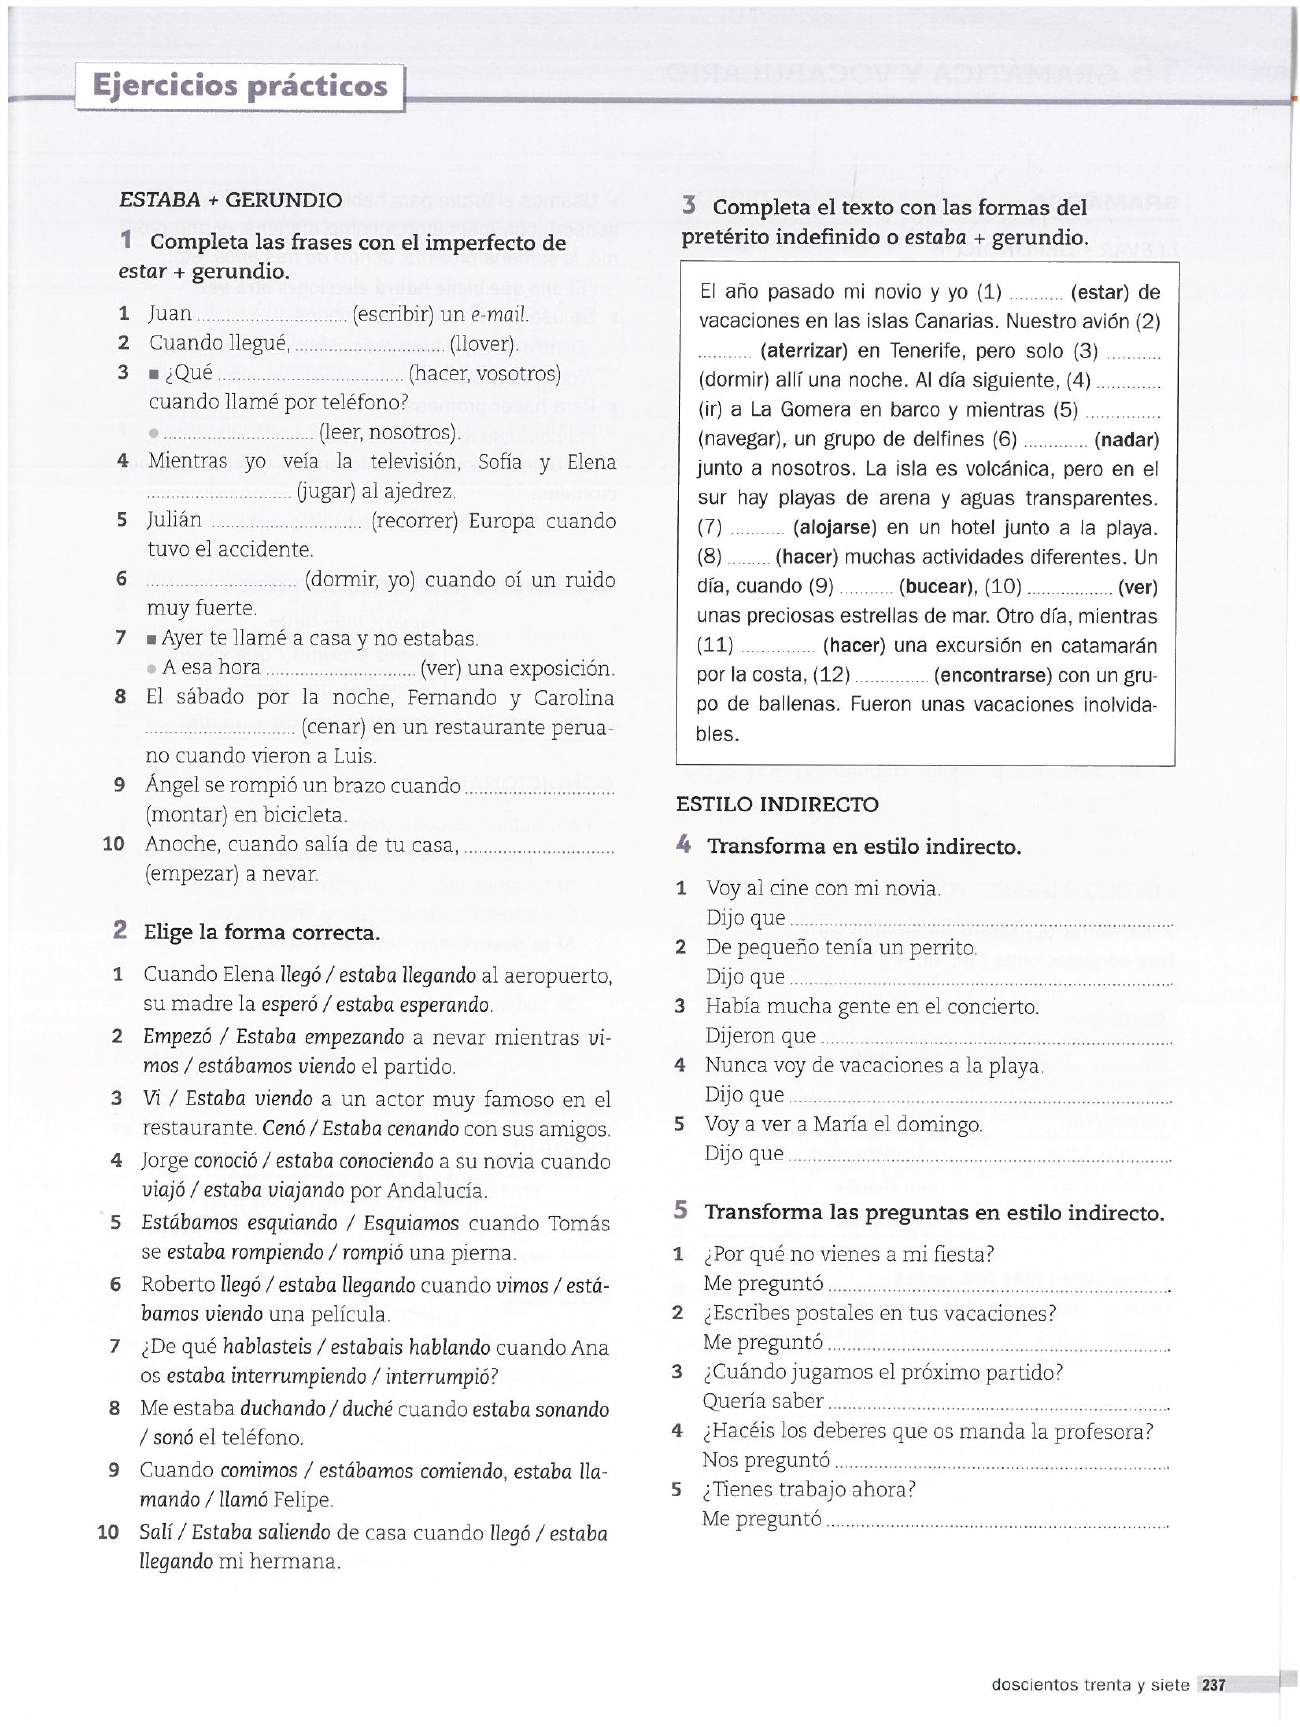 Ejercicios prácticos
ESTABA + GERUNDIO
1 Completa las frases con el imperfecto de
estar + gerundio.
1 Juan .............................. (escribir) un e-mail.
2 Cuando llegué, .............................. (llover).
3 ■ ¿Qué ..................................... (hacer, vosotros)
cuando llamé por teléfono?
● .............................. (leer, nosotros).
4 Mientras yo veía la televisión, Sofía y Elena
............................. (jugar) al ajedrez.
5 Julián .............................. (recorrer) Europa cuando
tuvo el accidente.
6 .............................. (dormir, yo) cuando oí un ruido
muy fuerte.
7 ■ Ayer te llamé a casa y no estabas.
● A esa hora .............................. (ver) una exposición.
8 El sábado por la noche, Fernando y Carolina
.............................. (cenar) en un restaurante perua-
no cuando vieron a Luis.
9 Ángel se rompió un brazo cuando ..............................
(montar) en bicicleta.
10 Anoche, cuando salía de tu casa, ..............................
(empezar) a nevar.
2 Elige la forma correcta.
1 Cuando Elena llegó / estaba llegando al aeropuerto,
su madre la esperó / estaba esperando.
2 Empezó / Estaba empezando a nevar mientras vi-
mos / estábamos viendo el partido.
3 Vi / Estaba viendo a un actor muy famoso en el
restaurante. Cenó / Estaba cenando con sus amigos.
4 Jorge conoció / estaba conociendo a su novia cuando
viajó / estaba viajando por Andalucía.
5 Estábamos esquiando / Esquiamos cuando Tomás
se estaba rompiendo / rompió una pierna.
6 Roberto llegó / estaba llegando cuando vimos / está-
bamos viendo una película.
7 ¿De qué hablasteis / estabais hablando cuando Ana
os estaba interrumpiendo / interrumpió?
8 Me estaba duchando / duché cuando estaba sonando
/ sonó el teléfono.
9 Cuando comimos / estábamos comiendo, estaba lla-
mando / llamó Felipe.
10 Salí / Estaba saliendo de casa cuando llegó / estaba
llegando mi hermana.
3 Completa el texto con las formas del
pretérito indefinido o estaba + gerundio.
El año pasado mi novio y yo (1) .......... (estar) de
vacaciones en las islas Canarias. Nuestro avión (2)
.......... (aterrizar) en Tenerife, pero solo (3) ..........
(dormir) allí una noche. Al día siguiente, (4) ............
(ir) a La Gomera en barco y mientras (5) ..............
(navegar), un grupo de delfines (6) ............ (nadar)
junto a nosotros. La isla es volcánica, pero en el
sur hay playas de arena y aguas transparentes.
(7) .......... (alojarse) en un hotel junto a la playa.
(8) ........ (hacer) muchas actividades diferentes. Un
día, cuando (9) .......... (bucear), (10) ................ (ver)
unas preciosas estrellas de mar. Otro día, mientras
(11) .............. (hacer) una excursión en catamarán
por la costa, (12) .............. (encontrarse) con un gru-
po de ballenas. Fueron unas vacaciones inolvida-
bles.
ESTILO INDIRECTO
4 Transforma en estilo indirecto.
1 Voy al cine con mi novia.
Dijo que ..............................................................
2 De pequeño tenía un perrito.
Dijo que ..............................................................
3 Había mucha gente en el concierto.
Dijeron que .........................................................
4 Nunca voy de vacaciones a la playa.
Dijo que ..............................................................
5 Voy a ver a María el domingo.
Dijo que ..............................................................
5 Transforma las preguntas en estilo indirecto.
1 ¿Por qué no vienes a mi fiesta?
Me preguntó ........................................................
2 ¿Escribes postales en tus vacaciones?
Me preguntó ........................................................
3 ¿Cuándo jugamos el próximo partido?
Quería saber ........................................................
4 ¿Hacéis los deberes que os manda la profesora?
Nos preguntó .......................................................
5 ¿Tienes trabajo ahora?
Me preguntó ........................................................
doscientos trenta y siete 237